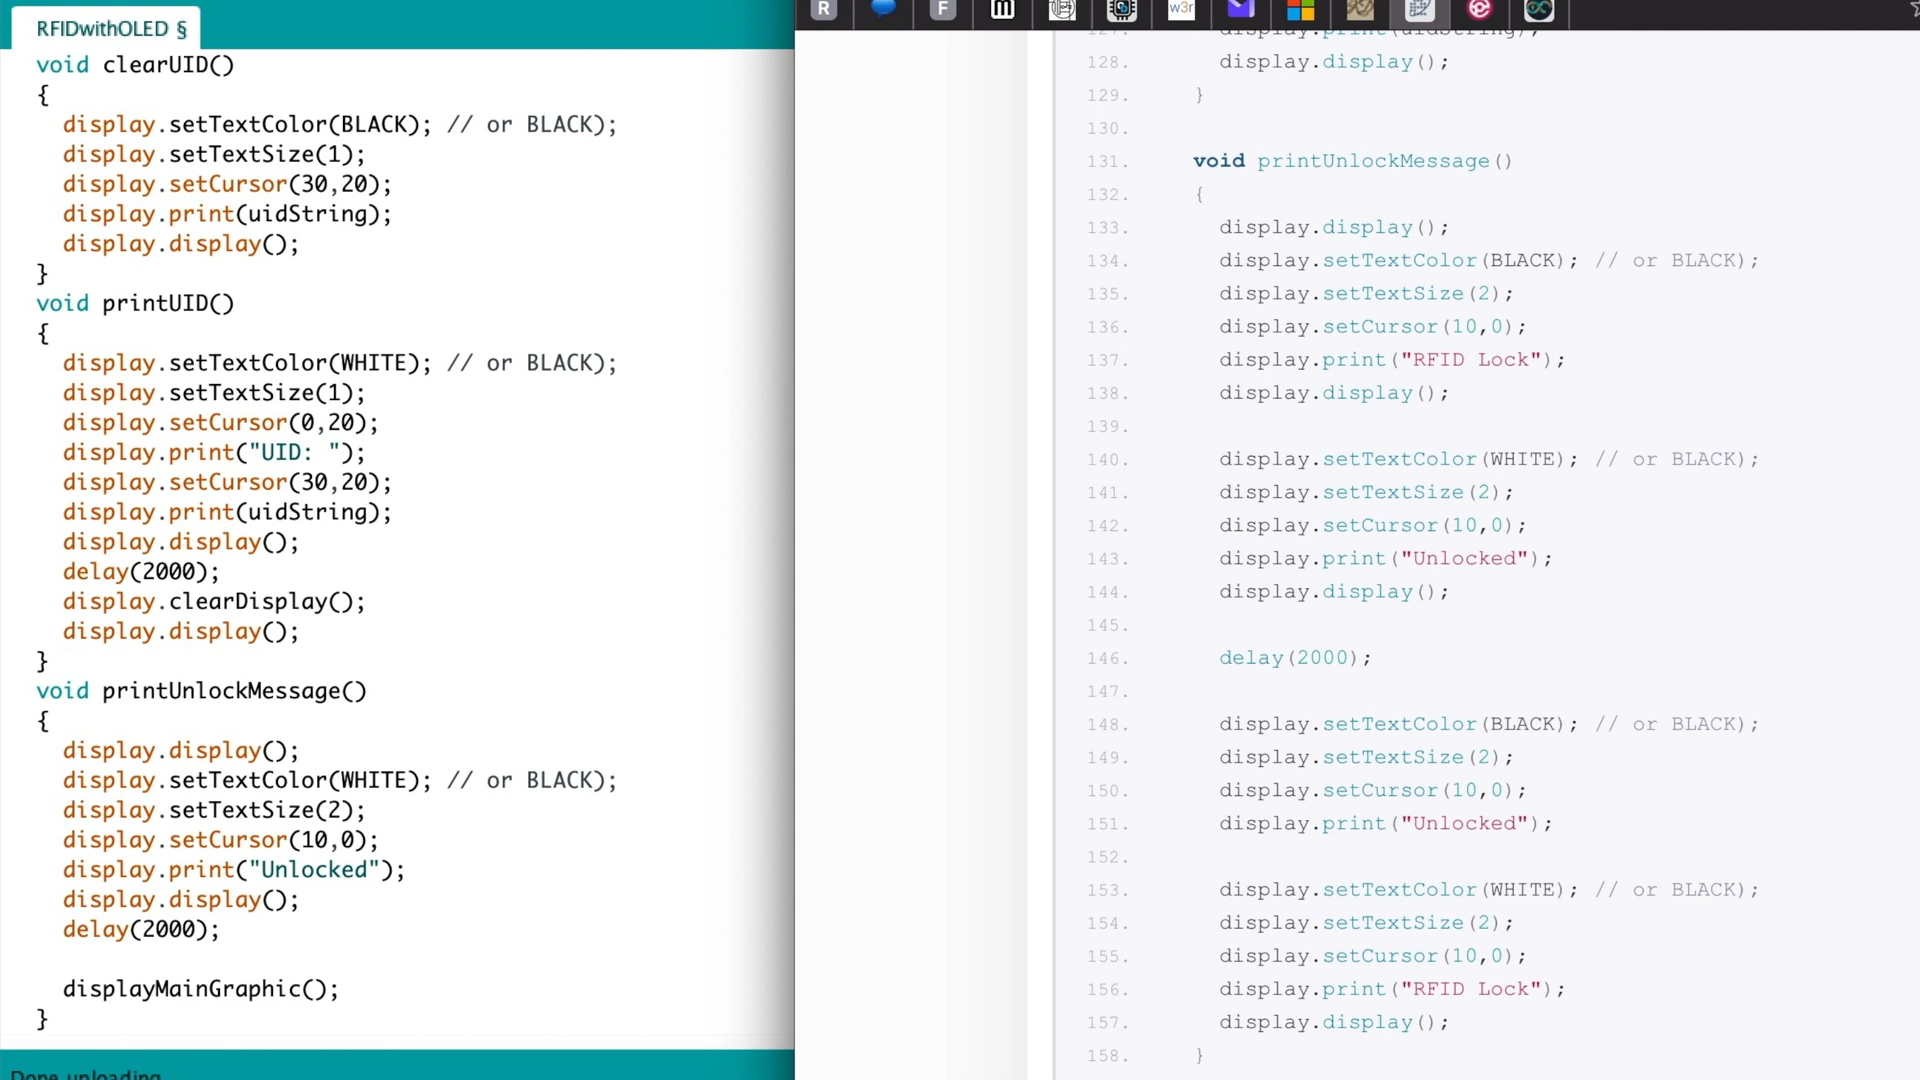 RFIDwithOLED §
void clearUID()
{
display.setTextColor(BLACK); // or BLACK);
display.setTextSize(1);
display.setCursor(30,20);
display.print(uidString);
display.display();
}
void printUID()
{
display.setTextColor(WHITE); // or BLACK);
display.setTextSize(1);
display.setCursor(0,20);
display.print("UID: ");
display.setCursor(30,20);
display.print(uidString);
display.display();
delay(2000);
display.clearDisplay();
display.display();
}
void printUnlockMessage()
{
display.display();
display.setTextColor(WHITE); // or BLACK);
display.setTextSize(2);
display.setCursor(10,0);
display.print("Unlocked");
display.display();
delay(2000);
displayMainGraphic();
}
Done uploading
R F m w3r
127. display.print(uidString);
128. display.display();
129. }
130.
131. void printUnlockMessage()
132. {
133. display.display();
134. display.setTextColor(BLACK); // or BLACK);
135. display.setTextSize(2);
136. display.setCursor(10,0);
137. display.print("RFID Lock");
138. display.display();
139.
140. display.setTextColor(WHITE); // or BLACK);
141. display.setTextSize(2);
142. display.setCursor(10,0);
143. display.print("Unlocked");
144. display.display();
145.
146. delay(2000);
147.
148. display.setTextColor(BLACK); // or BLACK);
149. display.setTextSize(2);
150. display.setCursor(10,0);
151. display.print("Unlocked");
152.
153. display.setTextColor(WHITE); // or BLACK);
154. display.setTextSize(2);
155. display.setCursor(10,0);
156. display.print("RFID Lock");
157. display.display();
158. }